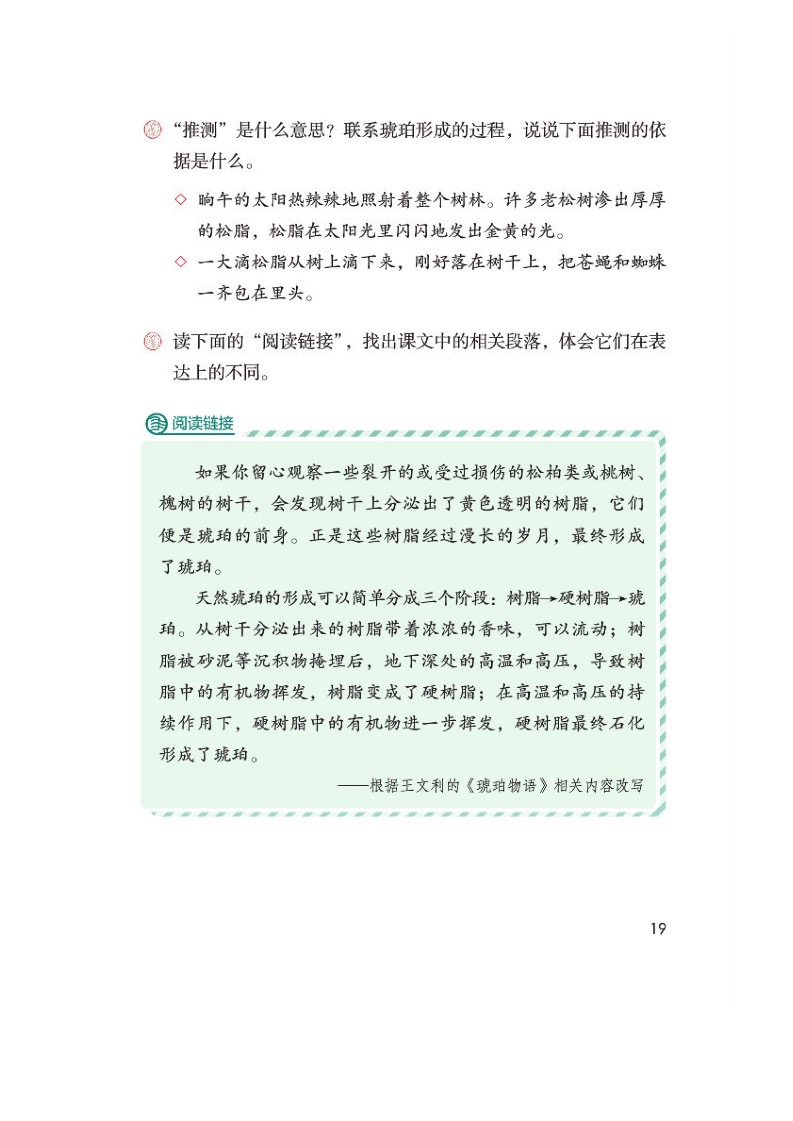 “推测”是什么意思？联系琥珀形成的过程，说说下面推测的依
据是什么。
◇ 晌午的太阳热辣辣地照射着整个树林。许多老松树渗出厚厚
的松脂，松脂在太阳光里闪闪地发出金黄的光。
◇ 一大滴松脂从树上滴下来，刚好落在树干上，把苍蝇和蜘蛛
一齐包在里头。
读下面的“阅读链接”，找出课文中的相关段落，体会它们在表
达上的不同。
阅读链接
如果你留心观察一些裂开的或受过损伤的松柏类或桃树、
槐树的树干，会发现树干上分泌出了黄色透明的树脂，它们
便是琥珀的前身。正是这些树脂经过漫长的岁月，最终形成
了琥珀。
天然琥珀的形成可以简单分成三个阶段：树脂→硬树脂→琥
珀。从树干分泌出来的树脂带着浓浓的香味，可以流动；树
脂被砂泥等沉积物掩埋后，地下深处的高温和高压，导致树
脂中的有机物挥发，树脂变成了硬树脂；在高温和高压的持
续作用下，硬树脂中的有机物进一步挥发，硬树脂最终石化
形成了琥珀。
——根据王文利的《琥珀物语》相关内容改写
19